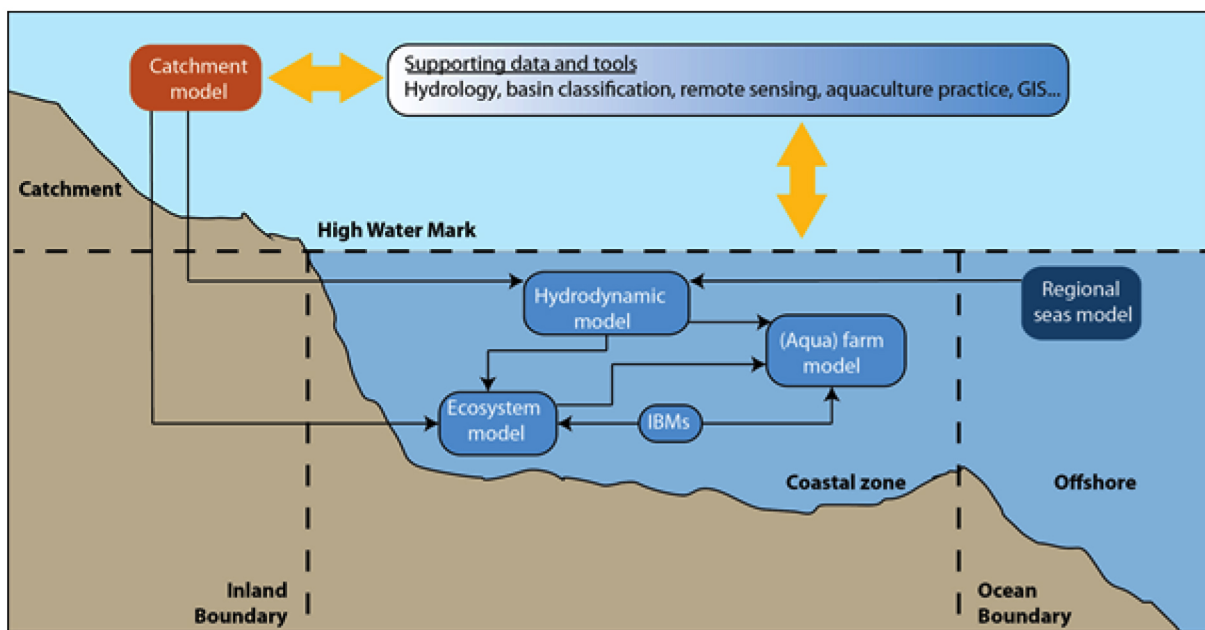 Catchment
model
Supporting data and tools
Hydrology, basin classification, remote sensing, aquaculture practice, GIS...
Catchment
High Water Mark
Hydrodynamic
model
Regional
seas model
(Aqua) farm
model
Ecosystem
model
IBMs
Coastal zone
Offshore
Inland
Boundary
Ocean
Boundary